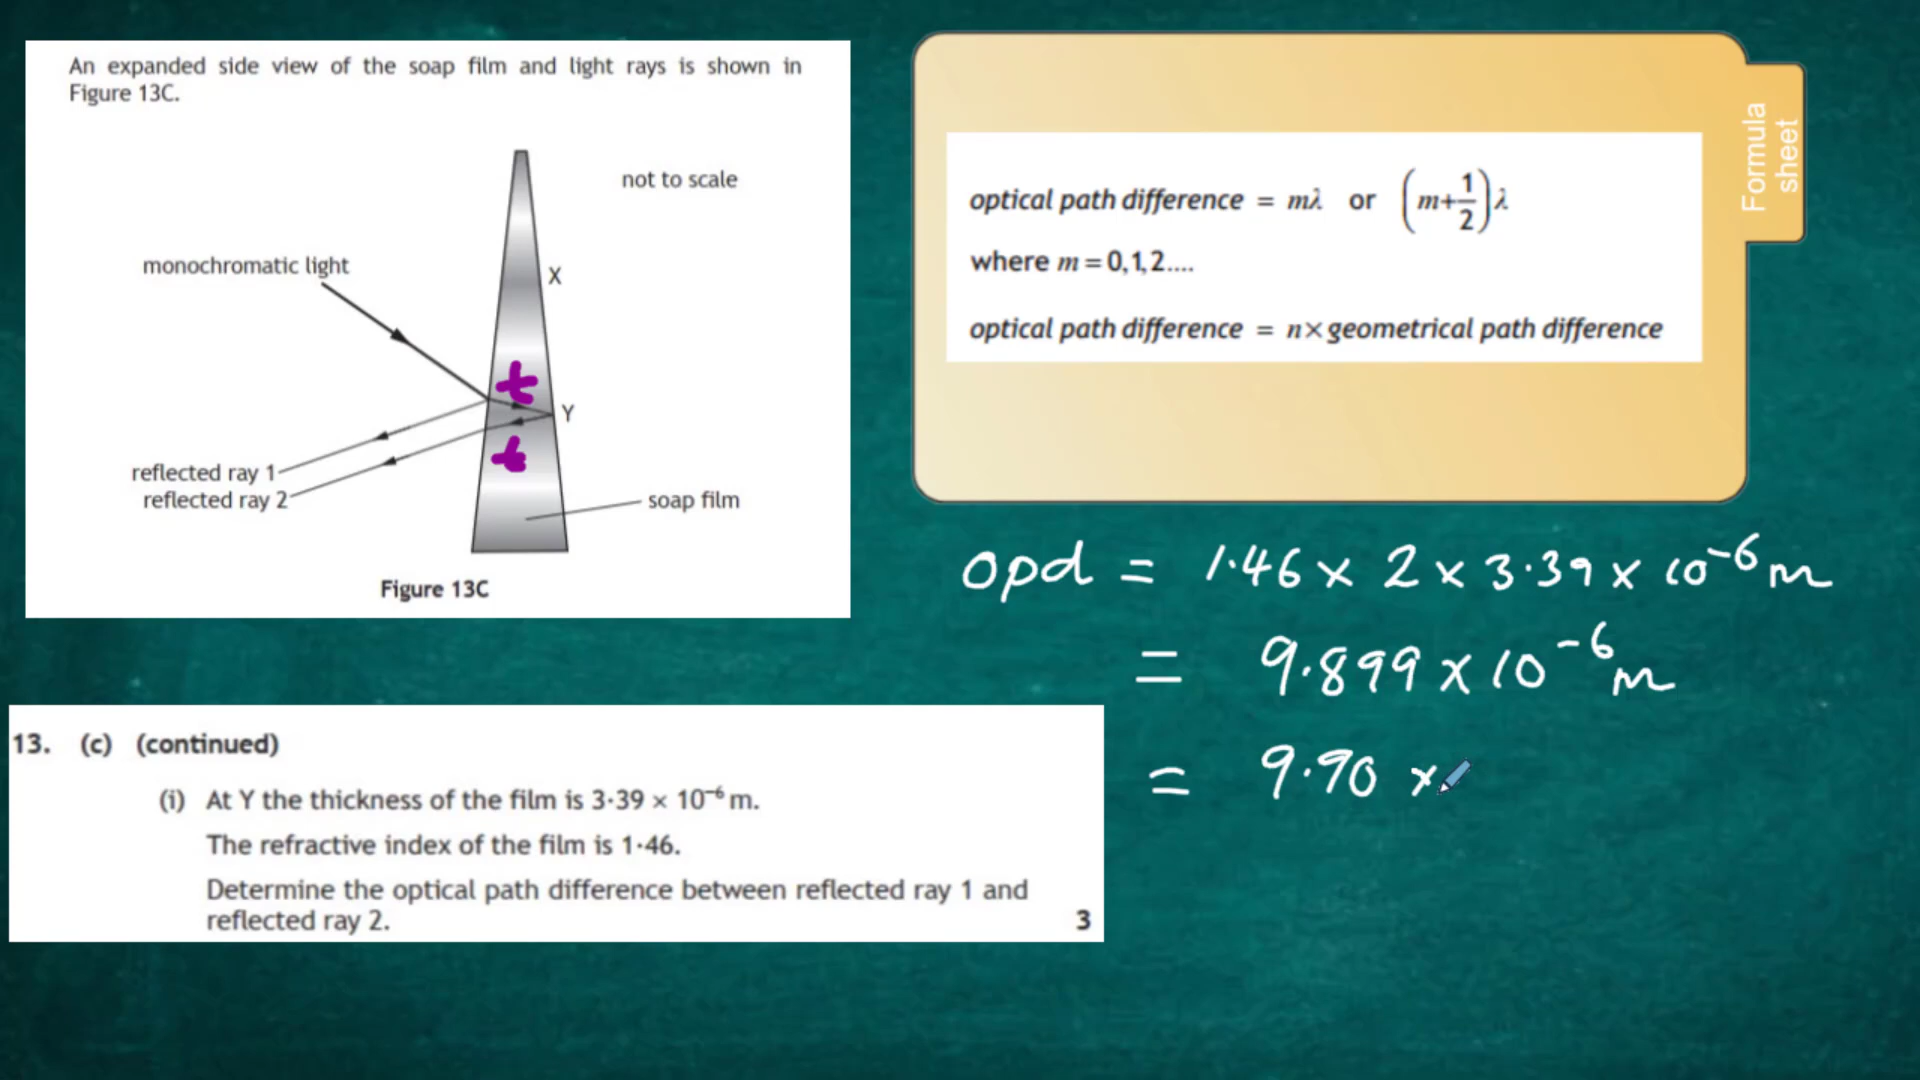 An expanded side view of the soap film and light rays is shown in
Figure 13C.
not to scale
monochromatic light
X
t
Y
t
reflected ray 1
reflected ray 2
soap film
Figure 13C
optical path difference = mλ or (m+1/2)λ
where m=0,1,2....
optical path difference = n×geometrical path difference
Formula
sheet
opd = 1.46 × 2 × 3.39 × 10⁻⁶ m
= 9.899 × 10⁻⁶ m
= 9.90 ×
13. (c) (continued)
(i) At Y the thickness of the film is 3·39 × 10⁻⁶ m.
The refractive index of the film is 1·46.
Determine the optical path difference between reflected ray 1 and
reflected ray 2.
3